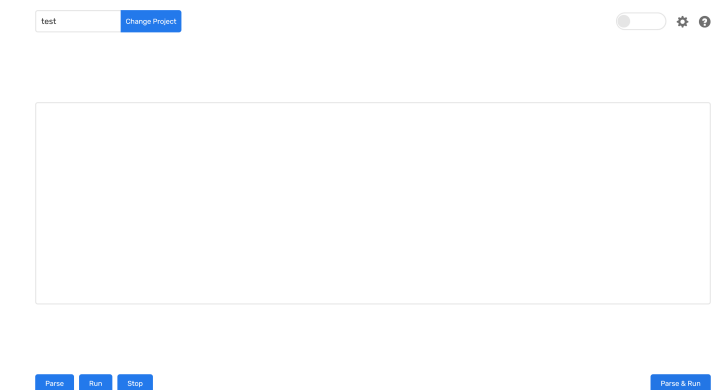 test
Change Project
Parse
Run
Stop
Parse & Run